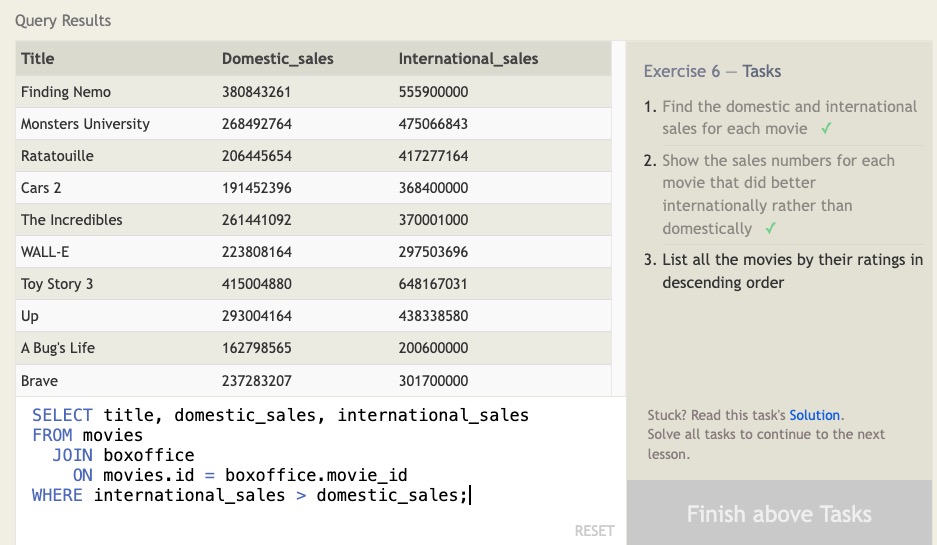 Query Results
Title Domestic_sales International_sales
Finding Nemo 380843261 555900000
Monsters University 268492764 475066843
Ratatouille 206445654 417277164
Cars 2 191452396 368400000
The Incredibles 261441092 370001000
WALL-E 223808164 297503696
Toy Story 3 415004880 648167031
Up 293004164 438338580
A Bug's Life 162798565 200600000
Brave 237283207 301700000
SELECT title, domestic_sales, international_sales
FROM movies
JOIN boxoffice
ON movies.id = boxoffice.movie_id
WHERE international_sales > domestic_sales;
RESET
Exercise 6 — Tasks
1. Find the domestic and international
sales for each movie ✓
2. Show the sales numbers for each
movie that did better
internationally rather than
domestically ✓
3. List all the movies by their ratings in
descending order
Stuck? Read this task's Solution.
Solve all tasks to continue to the next
lesson.
Finish above Tasks